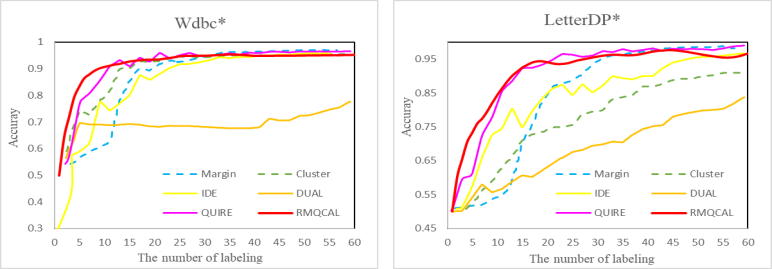 Wdbc*
1
0.9
0.8
0.7
0.6
0.5
0.4
0.3
Accuray
0 5 10 15 20 25 30 35 40 45 50 55 60
The number of labeling
Margin Cluster
IDE DUAL
QUIRE RMQCAL
LetterDP*
0.95
0.85
0.75
0.65
0.55
0.45
Accuray
0 5 10 15 20 25 30 35 40 45 50 55 60
The number of labeling
Margin Cluster
IDE DUAL
QUIRE RMQCAL